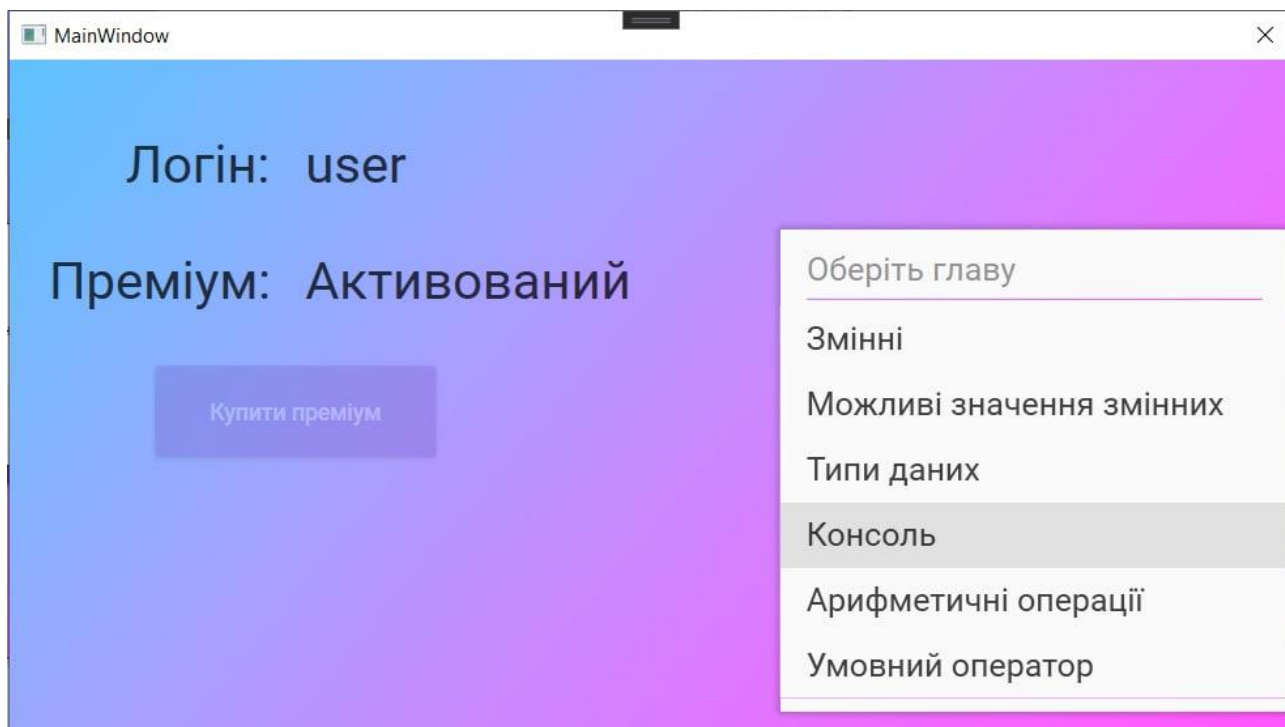 MainWindow
Логін: user
Преміум: Активований
Купити преміум
Оберіть главу
Змінні
Можливі значення змінних
Типи даних
Консоль
Арифметичні операції
Умовний оператор